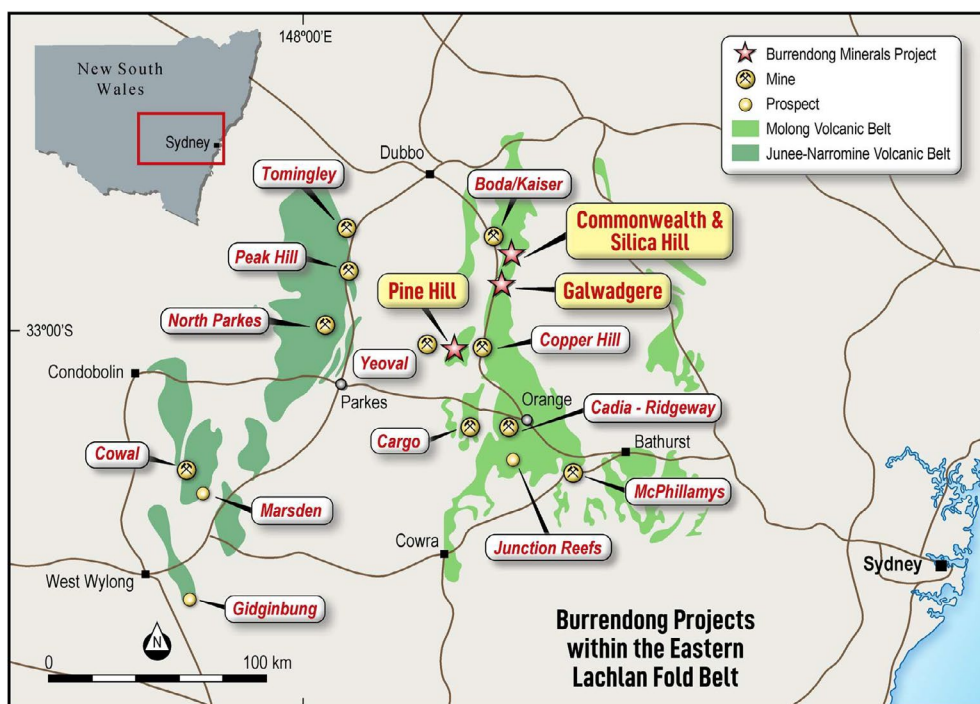 148°00'E
New South
Wales
Sydney
Burrendong Minerals Project
Mine
Prospect
Molong Volcanic Belt
Junee-Narromine Volcanic Belt
Dubbo
Tomingley
Boda/Kaiser
Commonwealth &
Silica Hill
Peak Hill
Pine Hill
Galwadgere
North Parkes
33°00'S
Copper Hill
Yeoval
Condobolin
Parkes
Orange
Cadia - Ridgeway
Cargo
Bathurst
Cowal
McPhillamys
Marsden
Junction Reefs
Cowra
Sydney
West Wylong
Gidginbung
Burrendong Projects
within the Eastern
Lachlan Fold Belt
N
0
100 km